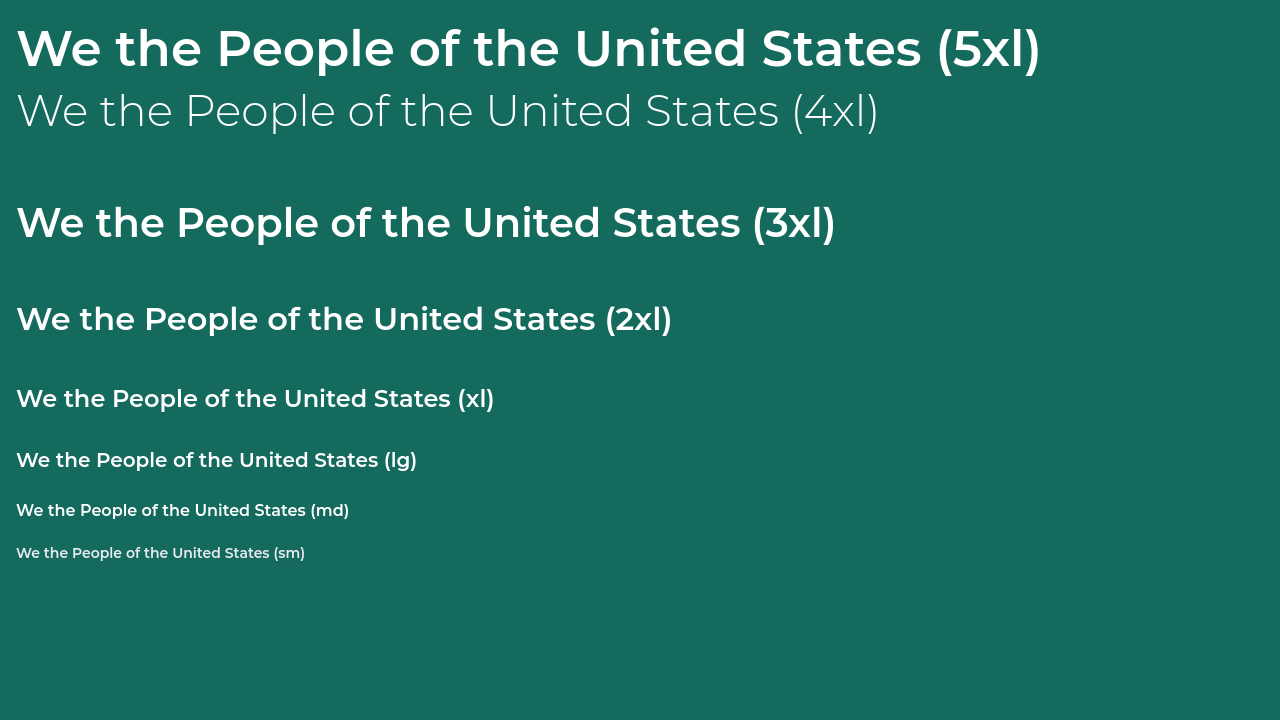 We the People of the United States (5xl)
We the People of the United States (4xl)
We the People of the United States (3xl)
We the People of the United States (2xl)
We the People of the United States (xl)
We the People of the United States (lg)
We the People of the United States (md)
We the People of the United States (sm)